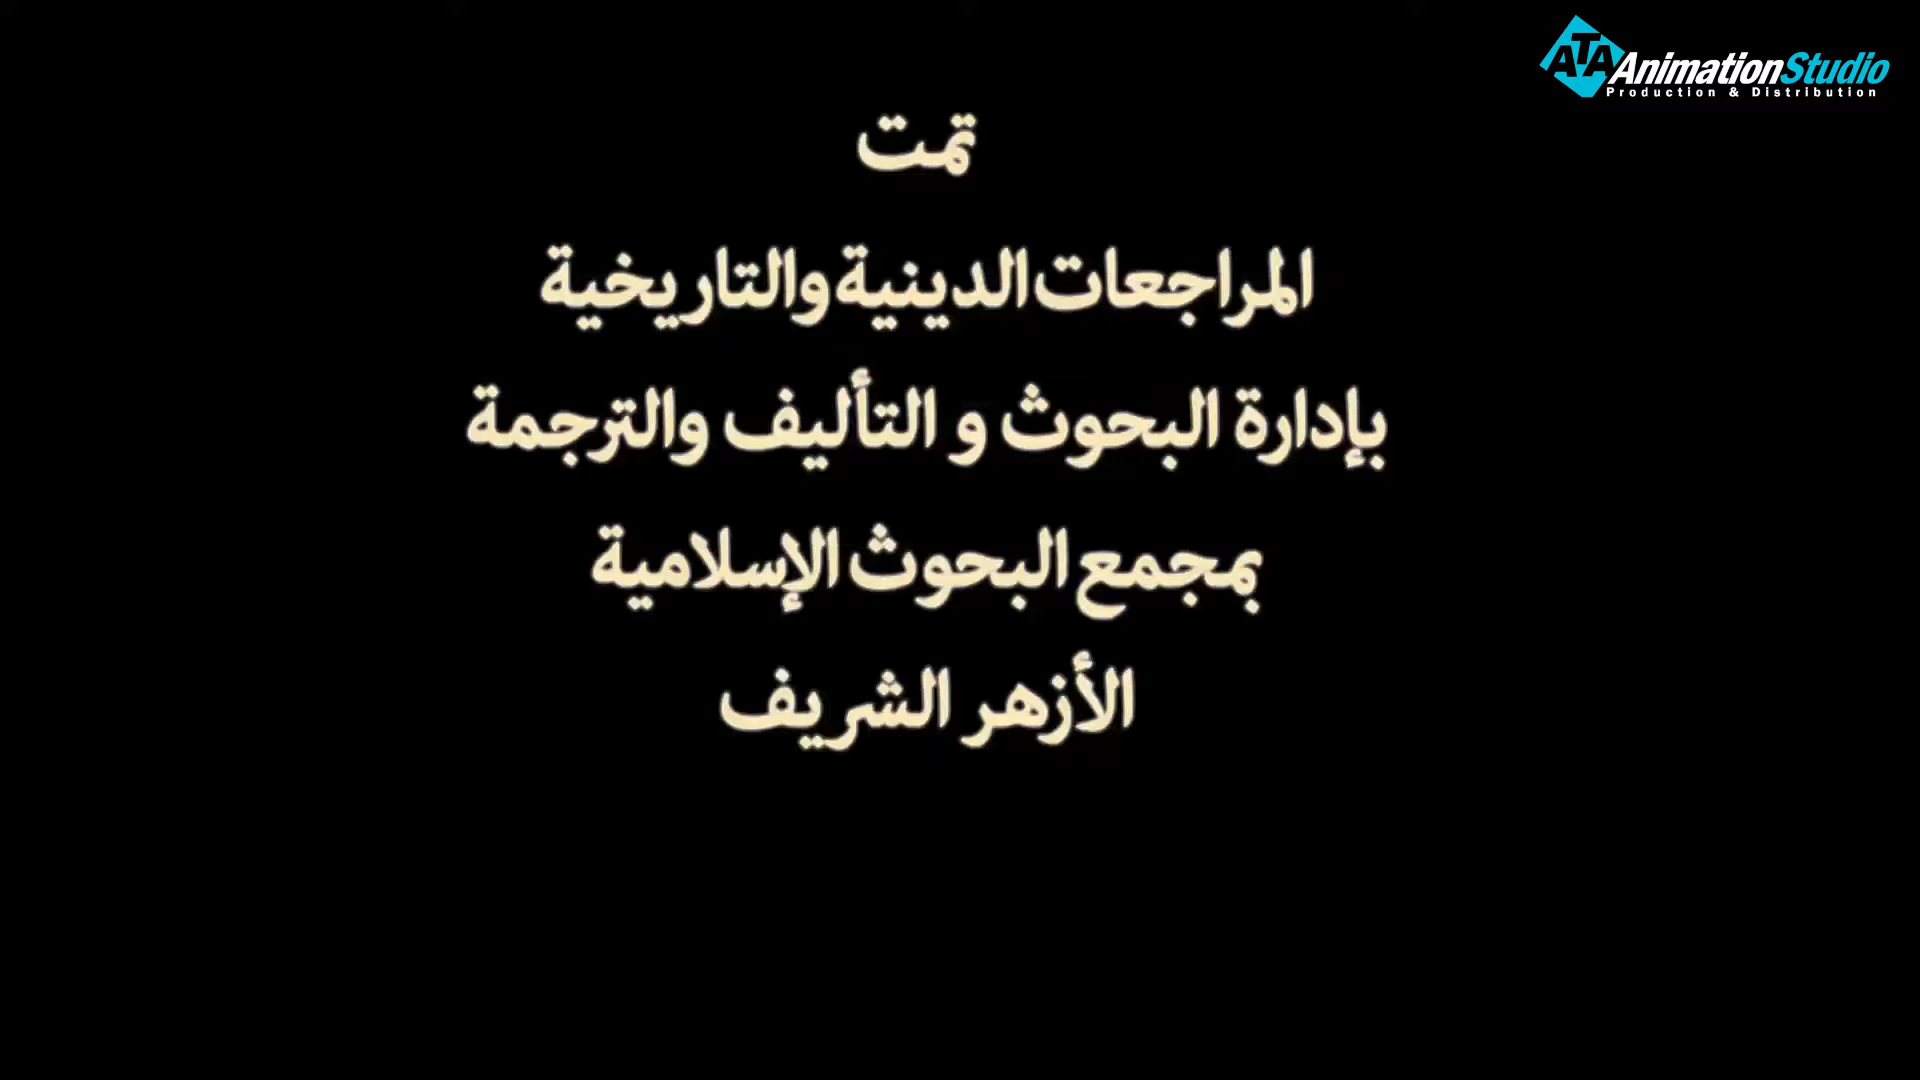 ATA AnimationStudio
Production & Distribution
تمت
المراجعات الدينية والتاريخية
بإدارة البحوث و التأليف والترجمة
بمجمع البحوث الإسلامية
الأزهر الشريف